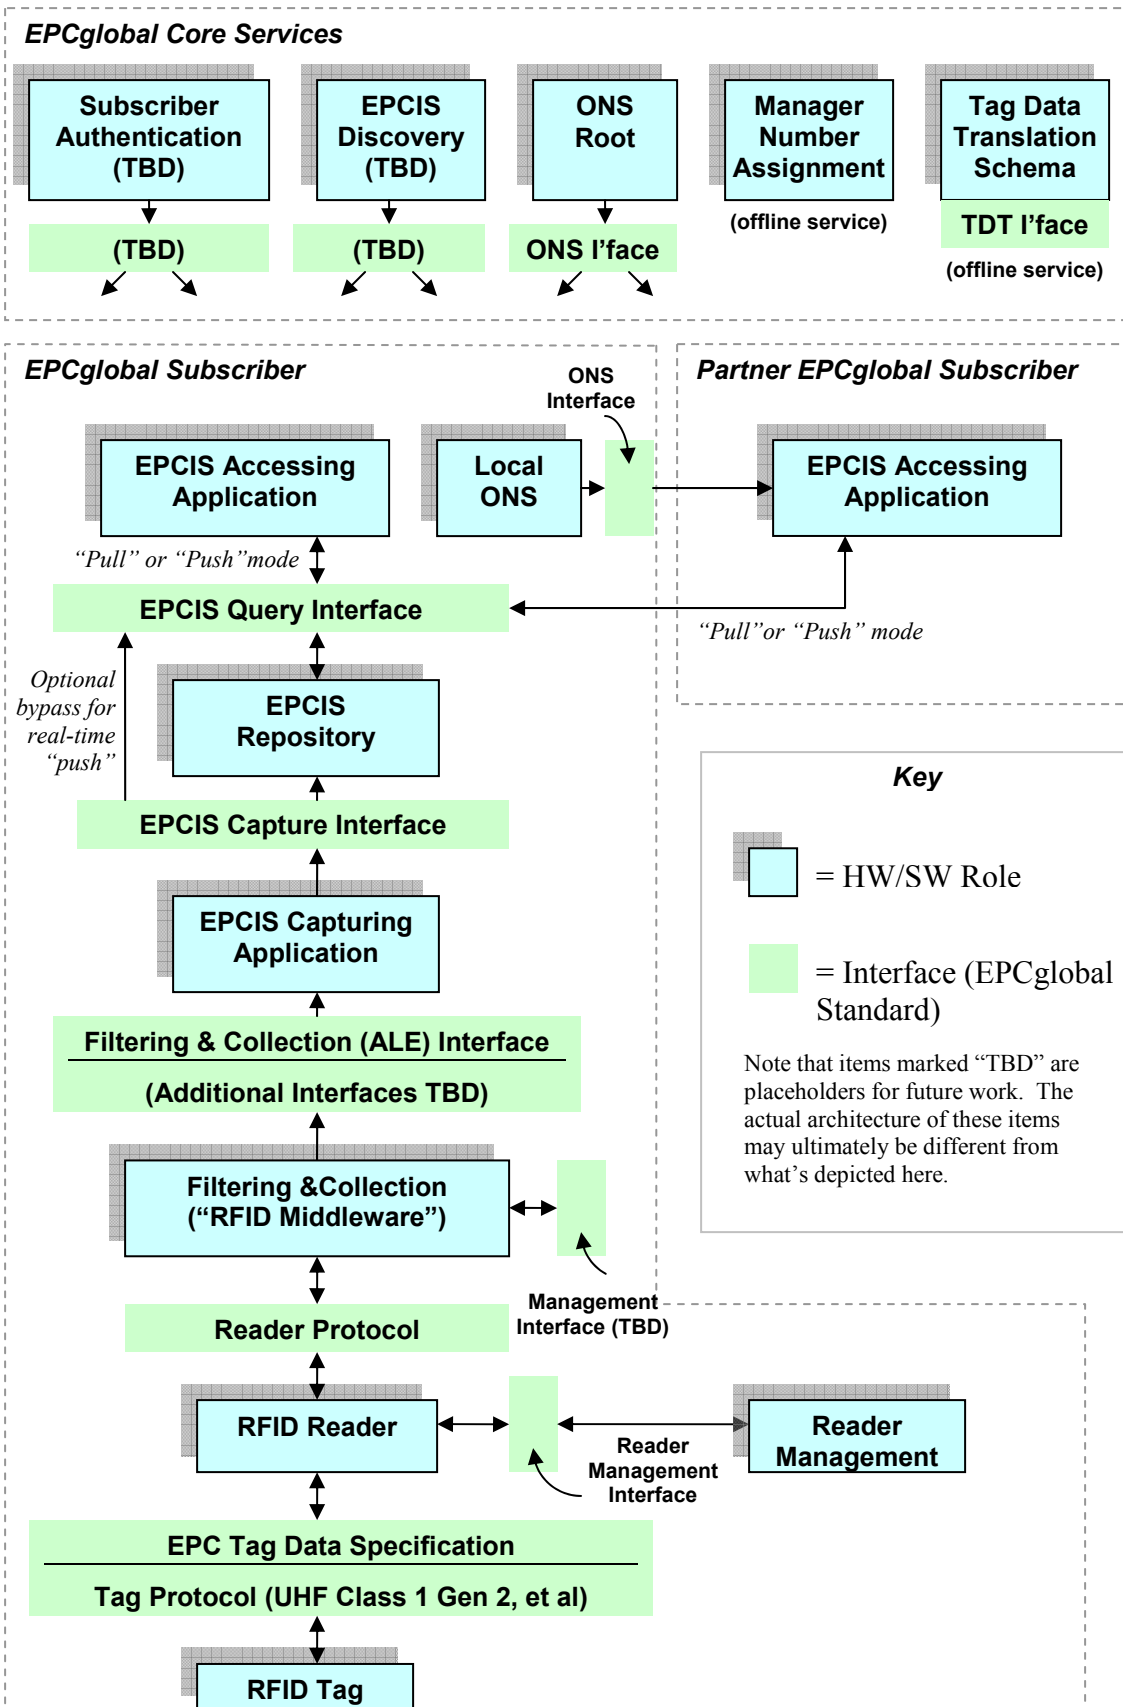 EPCglobal Core Services
Subscriber
Authentication
(TBD)
EPCIS
Discovery
(TBD)
ONS
Root
Manager
Number
Assignment
Tag Data
Translation
Schema
(TBD)
(TBD)
ONS I’face
(offline service)
TDT I’face
(offline service)
EPCglobal Subscriber
ONS
Interface
Partner EPCglobal Subscriber
EPCIS Accessing
Application
Local
ONS
EPCIS Accessing
Application
“Pull” or “Push”mode
EPCIS Query Interface
“Pull”or “Push” mode
Optional
bypass for
real-time
“push”
EPCIS
Repository
EPCIS Capture Interface
EPCIS Capturing
Application
Filtering & Collection (ALE) Interface
(Additional Interfaces TBD)
Filtering &Collection
(“RFID Middleware”)
Management
Interface (TBD)
Reader Protocol
RFID Reader
Reader
Management
Interface
Reader
Management
EPC Tag Data Specification
Tag Protocol (UHF Class 1 Gen 2, et al)
RFID Tag
Key
= HW/SW Role
= Interface (EPCglobal
Standard)
Note that items marked “TBD” are
placeholders for future work.  The
actual architecture of these items
may ultimately be different from
what’s depicted here.